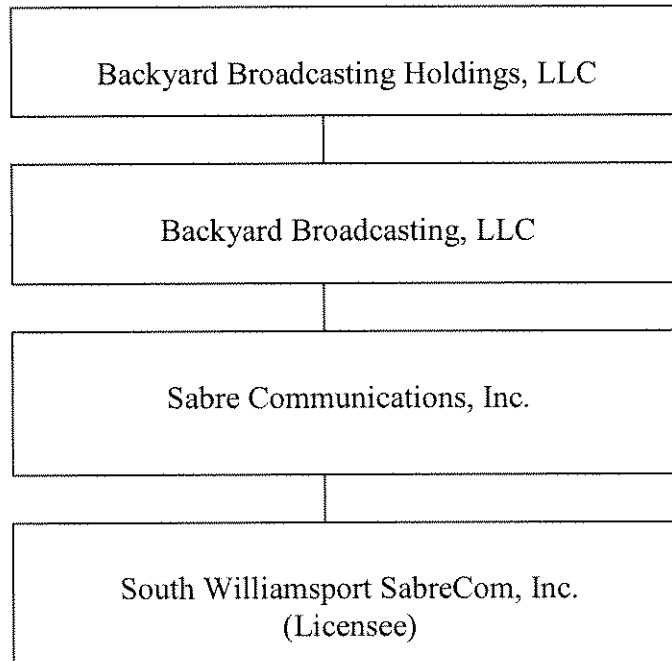 Backyard Broadcasting Holdings, LLC
Backyard Broadcasting, LLC
Sabre Communications, Inc.
South Williamsport SabreCom, Inc.
(Licensee)